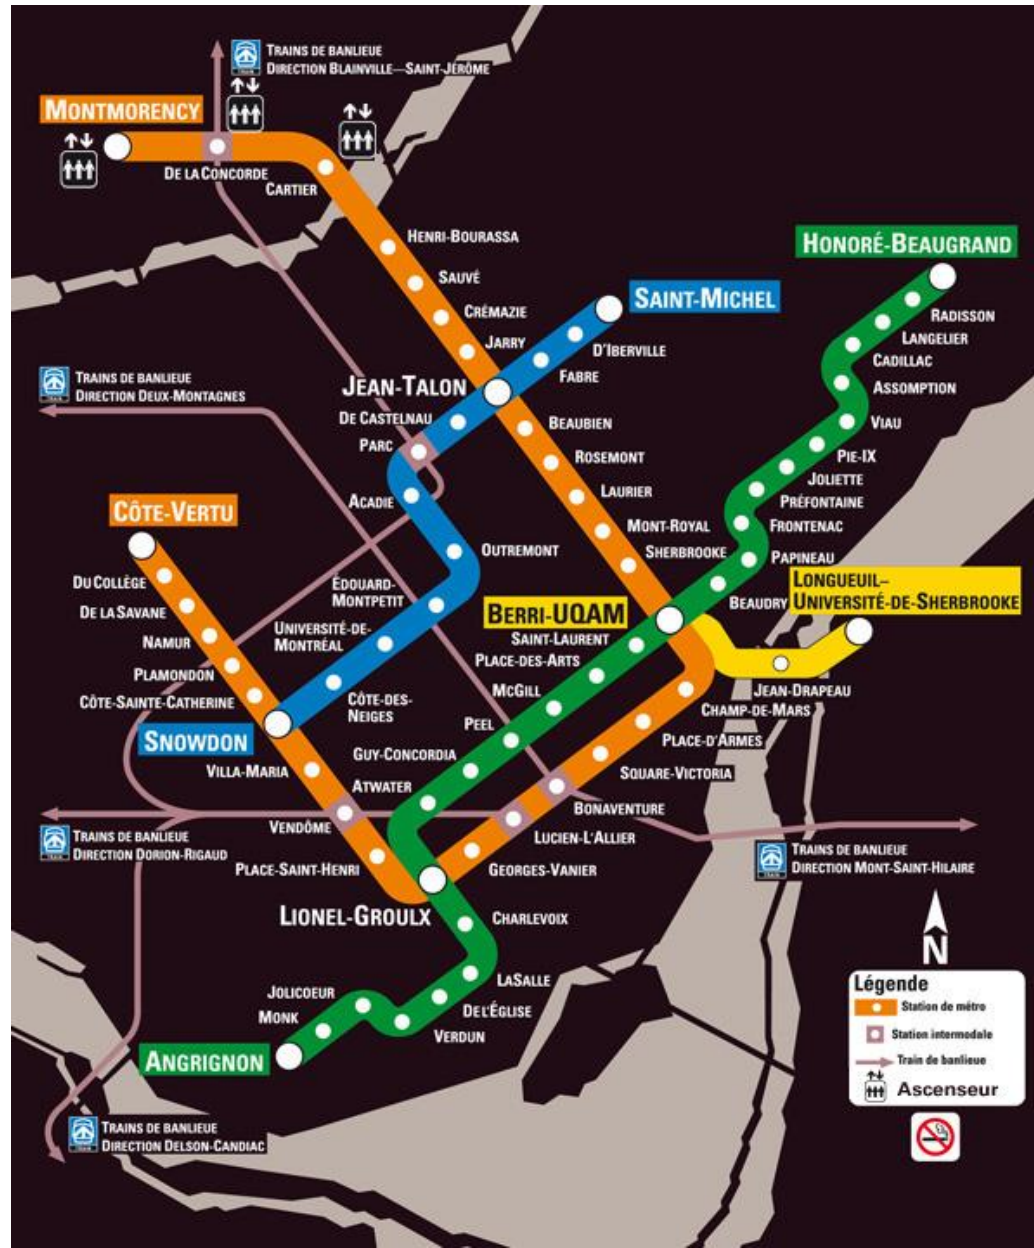 TRAINS DE BANLIEUE
DIRECTION BLAINVILLE—SAINT-JÉRÔME
TRAIN
MONTMORENCY
DE LA CONCORDE
CARTIER
HENRI-BOURASSA
HONORÉ-BEAUGRAND
SAUVÉ
SAINT-MICHEL
CRÉMAZIE
RADISSON
JARRY
D'IBERVILLE
LANGELIER
CADILLAC
FABRE
TRAINS DE BANLIEUE
DIRECTION DEUX-MONTAGNES
TRAIN
JEAN-TALON
ASSOMPTION
DE CASTELNAU
BEAUBIEN
VIAU
PARC
ROSEMONT
PIE-IX
JOLIETTE
LAURIER
PRÉFONTAINE
ACADIE
CÔTE-VERTU
MONT-ROYAL
FRONTENAC
OUTREMONT
SHERBROOKE
PAPINEAU
DU COLLÈGE
ÉDOUARD-
MONTPETIT
LONGUEUIL–
UNIVERSITÉ-DE-SHERBROOKE
DE LA SAVANE
BERRI-UQAM
BEAUDRY
NAMUR
UNIVERSITÉ-DE-
MONTRÉAL
SAINT-LAURENT
PLAMONDON
PLACE-DES-ARTS
CÔTE-SAINTE-CATHERINE
CÔTE-DES-
NEIGES
MCGILL
JEAN-DRAPEAU
CHAMP-DE-MARS
SNOWDON
PEEL
PLACE-D'ARMES
VILLA-MARIA
GUY-CONCORDIA
SQUARE-VICTORIA
ATWATER
BONAVENTURE
VENDÔME
LUCIEN-L'ALLIER
TRAINS DE BANLIEUE
DIRECTION DORION-RIGAUD
TRAIN
PLACE-SAINT-HENRI
GEORGES-VANIER
TRAINS DE BANLIEUE
DIRECTION MONT-SAINT-HILAIRE
TRAIN
LIONEL-GROULX
CHARLEVOIX
N
LASALLE
JOLICOEUR
DE L'ÉGLISE
MONK
VERDUN
ANGRIGNON
Légende
Station de métro
Station intermodale
Train de banlieue
Ascenseur
TRAINS DE BANLIEUE
DIRECTION DELSON-CANDIAC
TRAIN